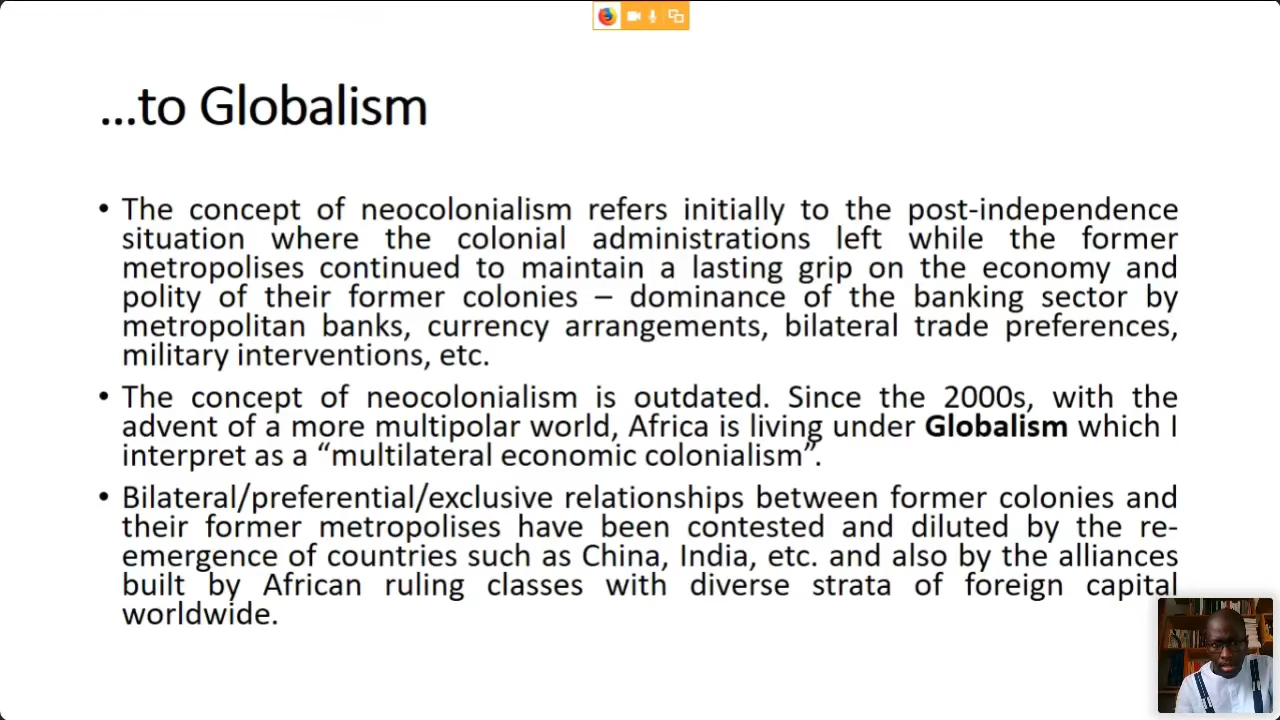 ...to Globalism
• The concept of neocolonialism refers initially to the post-independence
situation where the colonial administrations left while the former
metropolises continued to maintain a lasting grip on the economy and
polity of their former colonies – dominance of the banking sector by
metropolitan banks, currency arrangements, bilateral trade preferences,
military interventions, etc.
• The concept of neocolonialism is outdated. Since the 2000s, with the
advent of a more multipolar world, Africa is living under Globalism which I
interpret as a “multilateral economic colonialism”.
• Bilateral/preferential/exclusive relationships between former colonies and
their former metropolises have been contested and diluted by the re-
emergence of countries such as China, India, etc. and also by the alliances
built by African ruling classes with diverse strata of foreign capital
worldwide.